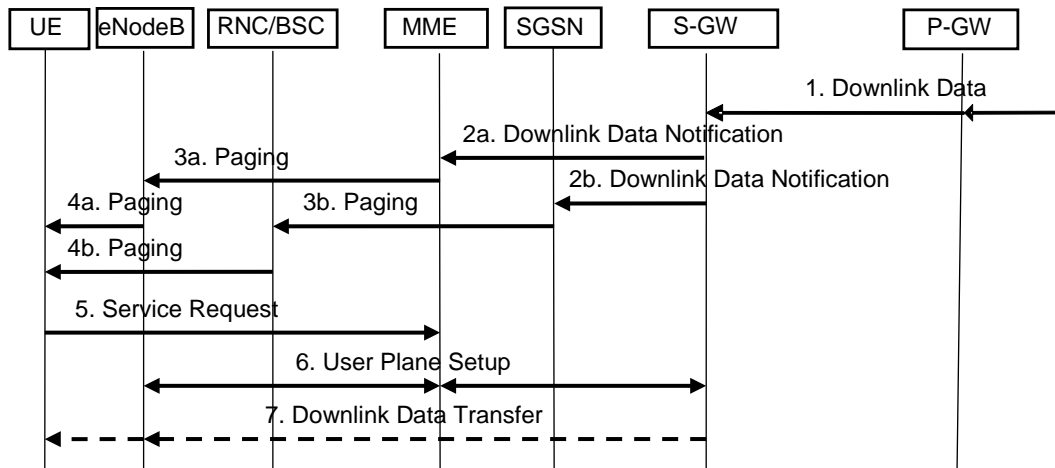 UE
eNodeB
RNC/BSC
MME
SGSN
S-GW
P-GW
1. Downlink Data
2a. Downlink Data Notification
3a. Paging
2b. Downlink Data Notification
4a. Paging
3b. Paging
4b. Paging
5. Service Request
6. User Plane Setup
7. Downlink Data Transfer